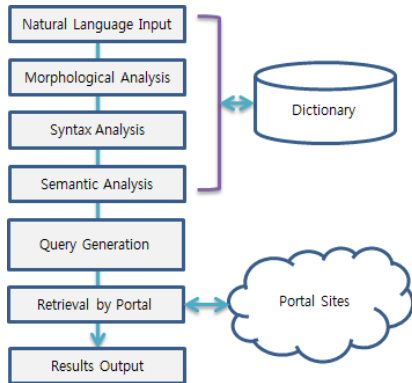 Natural Language Input
Morphological Analysis
Dictionary
Syntax Analysis
Semantic Analysis
Query Generation
Retrieval by Portal
Portal Sites
Results Output